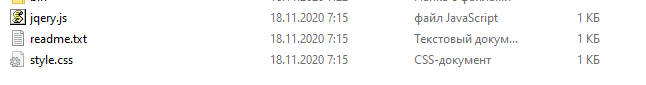 jqery.js 18.11.2020 7:15 файл JavaScript 1 КБ
readme.txt 18.11.2020 7:15 Текстовый докум... 1 КБ
style.css 18.11.2020 7:15 CSS-документ 1 КБ